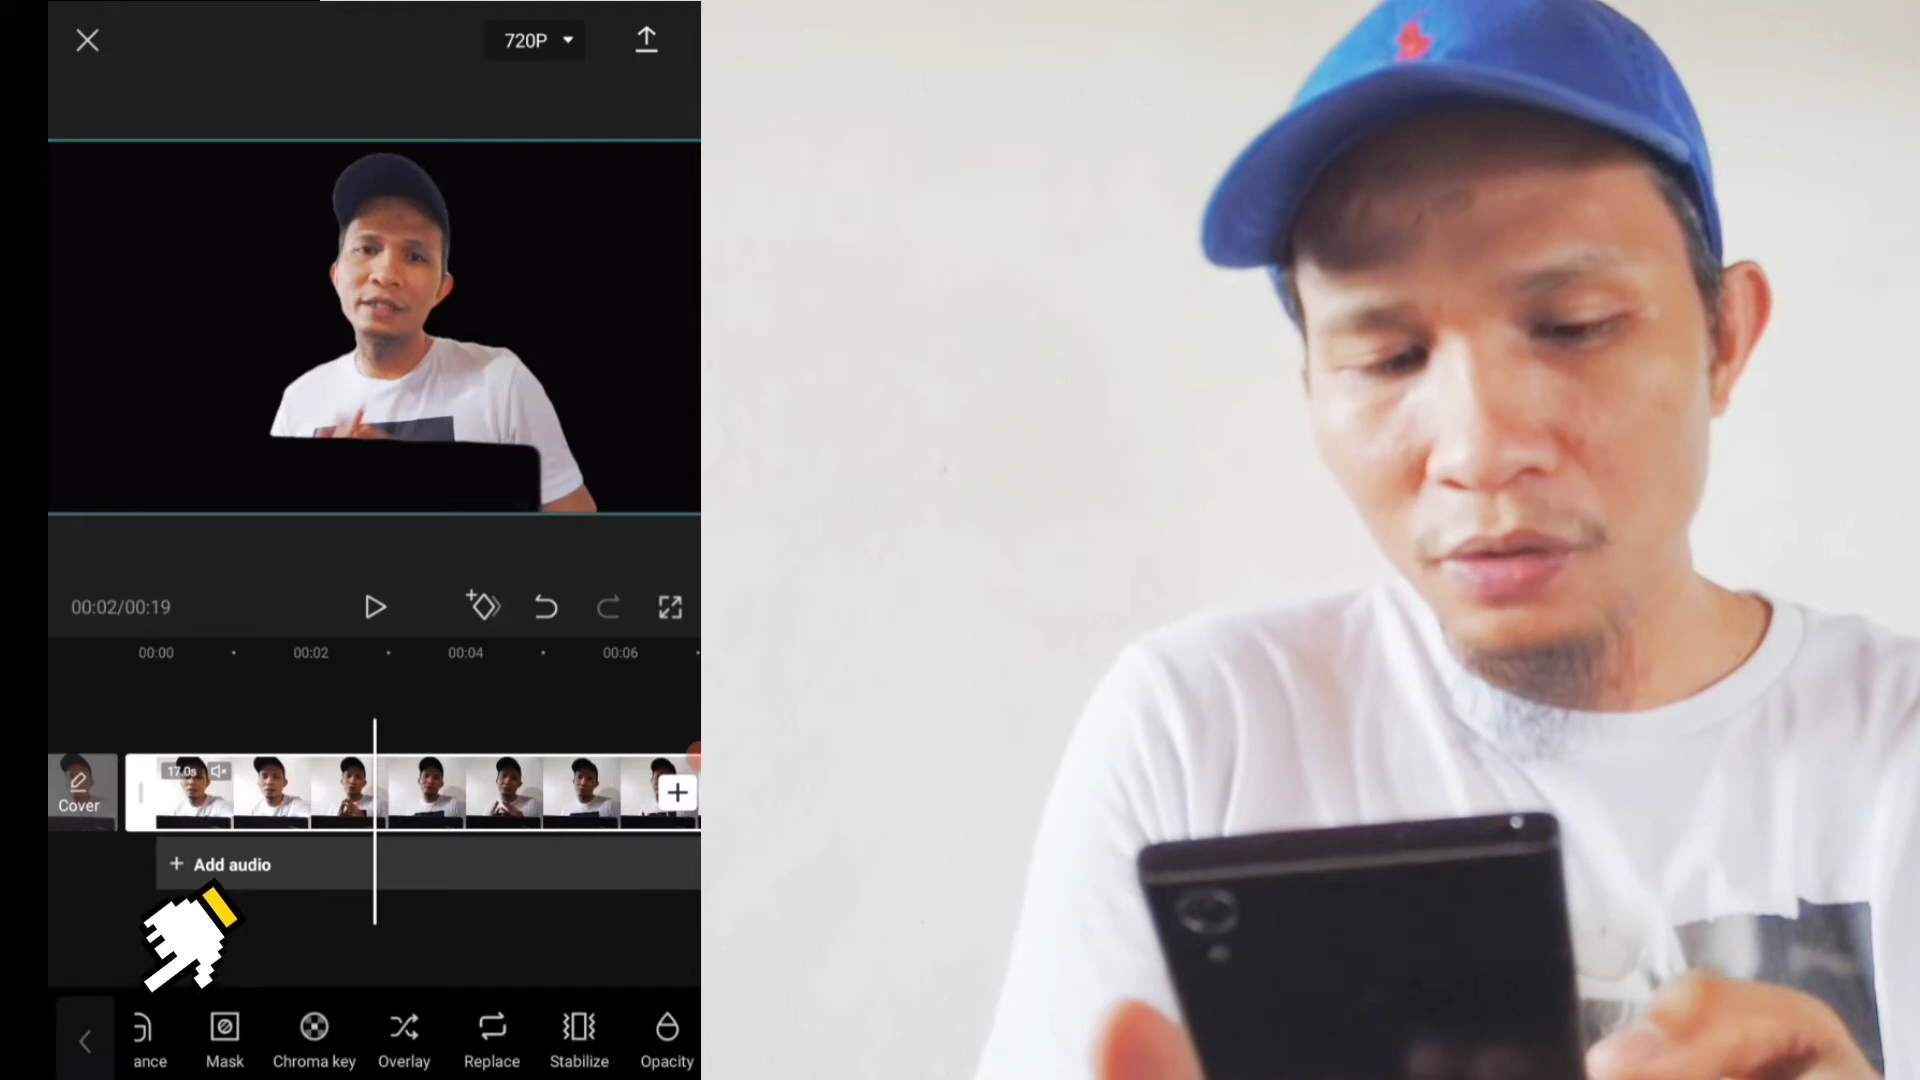 720P
00:02/00:19
00:00 00:02 00:04 00:06
17.0s
Cover
+ Add audio
ance Mask Chroma key Overlay Replace Stabilize Opacity